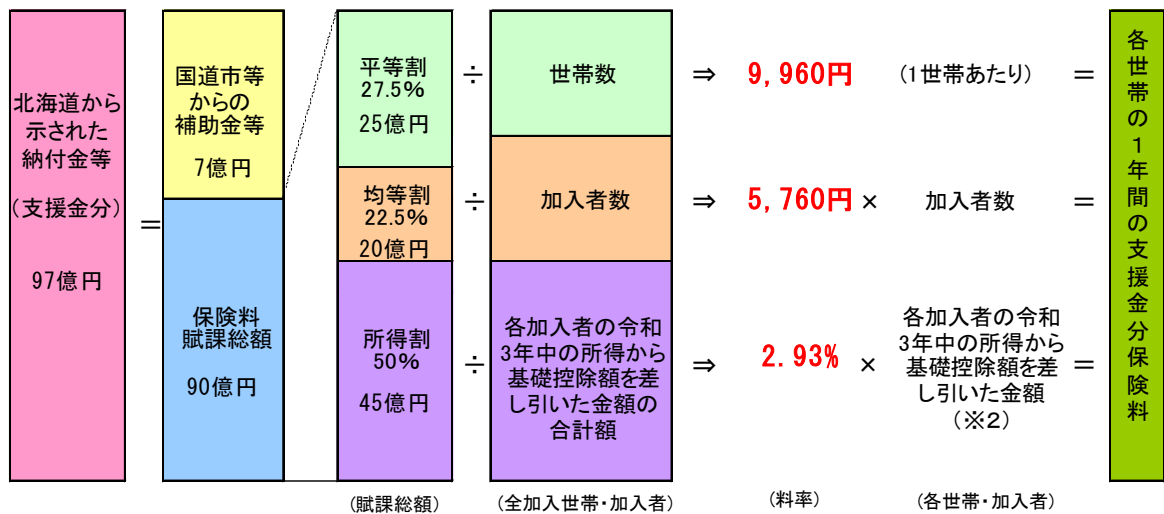 北海道から
示された
納付金等
(支援金分)
97億円
=
国道市等
からの
補助金等
7億円
保険料
賦課総額
90億円
平等割
27.5%
25億円
÷
世帯数
⇒
9,960円
(1世帯あたり)
=
均等割
22.5%
20億円
÷
加入者数
⇒
5,760円
×
加入者数
=
所得割
50%
45億円
÷
各加入者の令和
3年中の所得から
基礎控除額を差
し引いた金額の
合計額
⇒
2.93%
×
各加入者の令和
3年中の所得から
基礎控除額を差
し引いた金額
(※2)
=
各世帯の1年間の支援金分保険料
(賦課総額)
(全加入世帯・加入者)
(料率)
(各世帯・加入者)